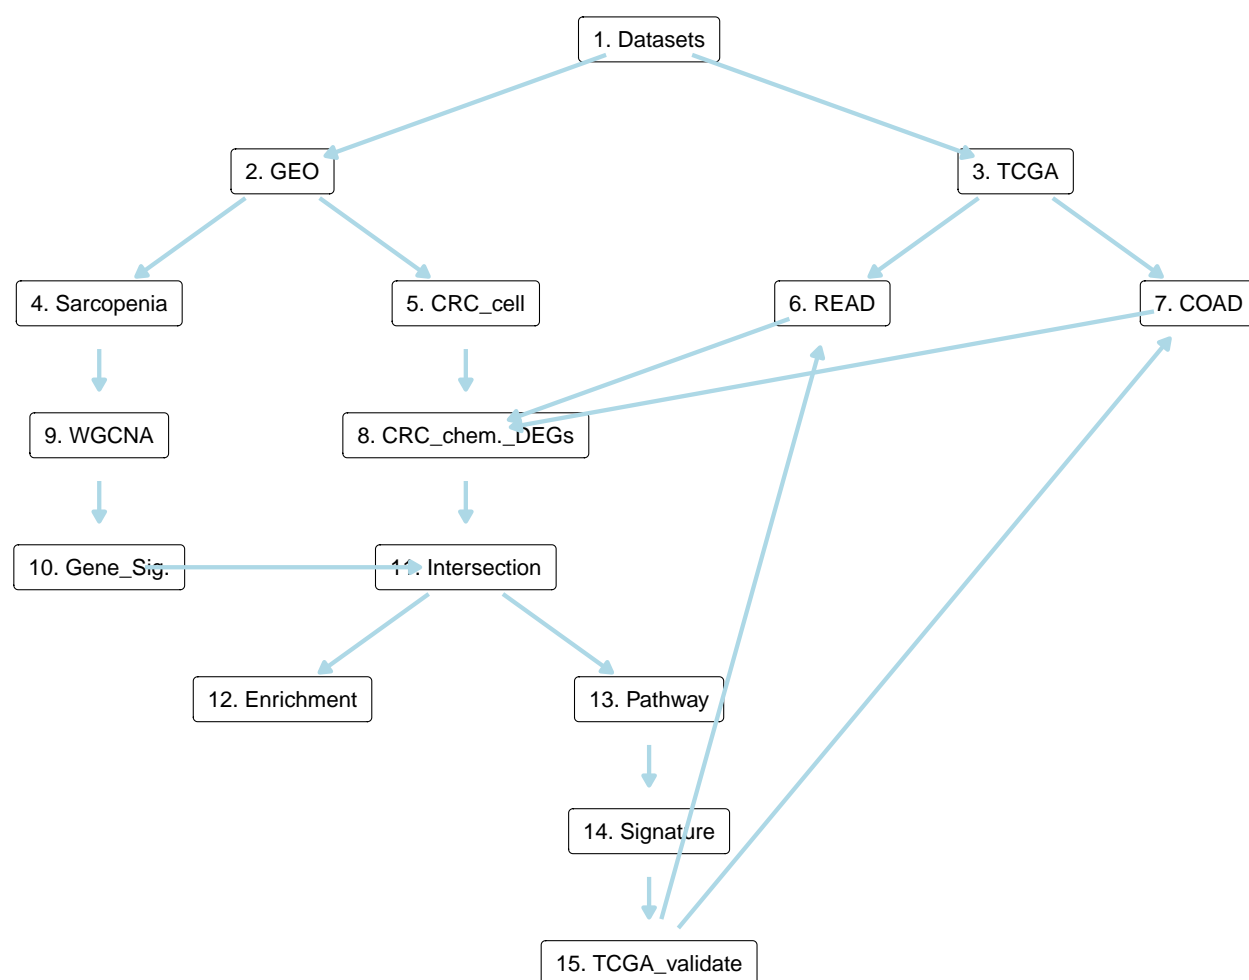 1. Datasets
2. GEO
3. TCGA
4. Sarcopenia
5. CRC_cell
6. READ
7. COAD
9. WGCNA
8. CRC_chem._DEGs
10. Gene_Sig.
11. Intersection
12. Enrichment
13. Pathway
14. Signature
15. TCGA_validate